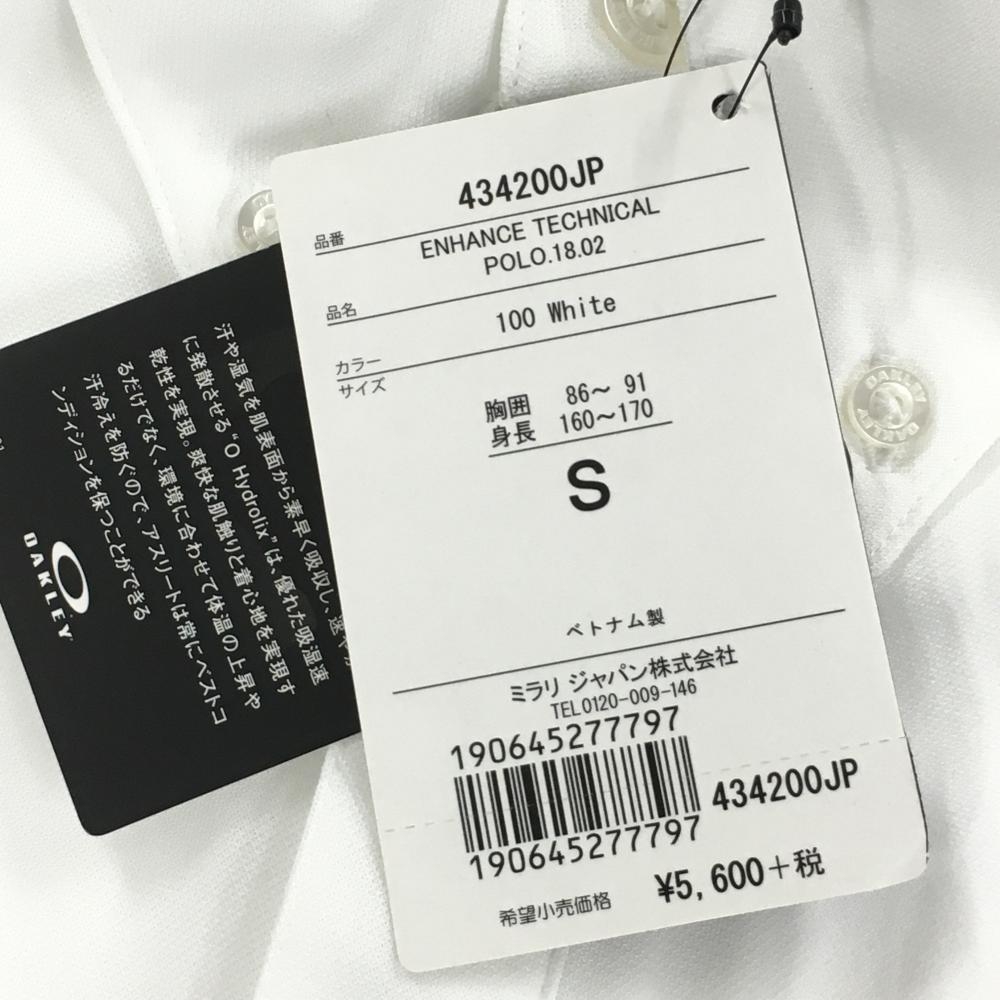 434200JP
品番
ENHANCE TECHNICAL
POLO.18.02
品名
100 White
カラー
サイズ
胸囲 86～ 91
身長 160～170
S
ベトナム製
ミラリ ジャパン株式会社
TEL0120-009-146
190645277797
434200JP
190645277797
希望小売価格 ¥5,600+税
汗や湿気を肌表面から素早く吸収し、速や
に発散させる“O Hydrolix”は、優れた吸湿速
乾性を実現。爽快な肌触りと着心地を実現す
るだけでなく、環境に合わせて体温の上昇や
汗冷えを防ぐので、アスリートは常にベストコ
ンディションを保つことができる
OAKLEY
OAKLEY
OAKLEY